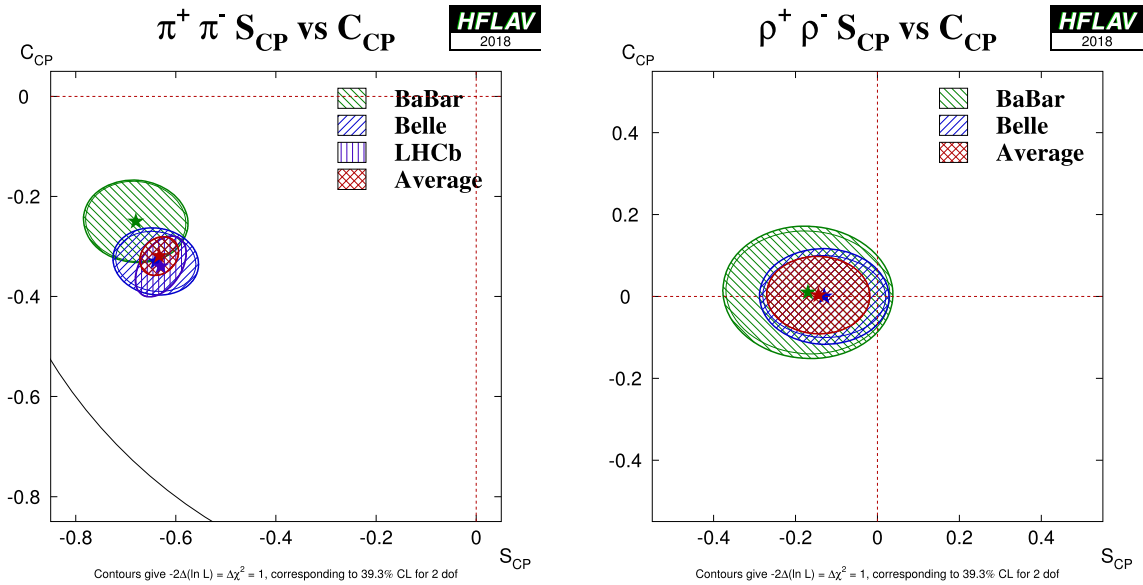 π⁺ π⁻ S_CP vs C_CP
HFLAV
2018
C_CP
0
-0.2
-0.4
-0.6
-0.8
BaBar
Belle
LHCb
Average
-0.8 -0.6 -0.4 -0.2 0
S_CP
Contours give -2Δ(ln L) = Δχ² = 1, corresponding to 39.3% CL for 2 dof
ρ⁺ ρ⁻ S_CP vs C_CP
HFLAV
2018
C_CP
0.4
0.2
0
-0.2
-0.4
BaBar
Belle
Average
-0.4 -0.2 0 0.2 0.4
S_CP
Contours give -2Δ(ln L) = Δχ² = 1, corresponding to 39.3% CL for 2 dof